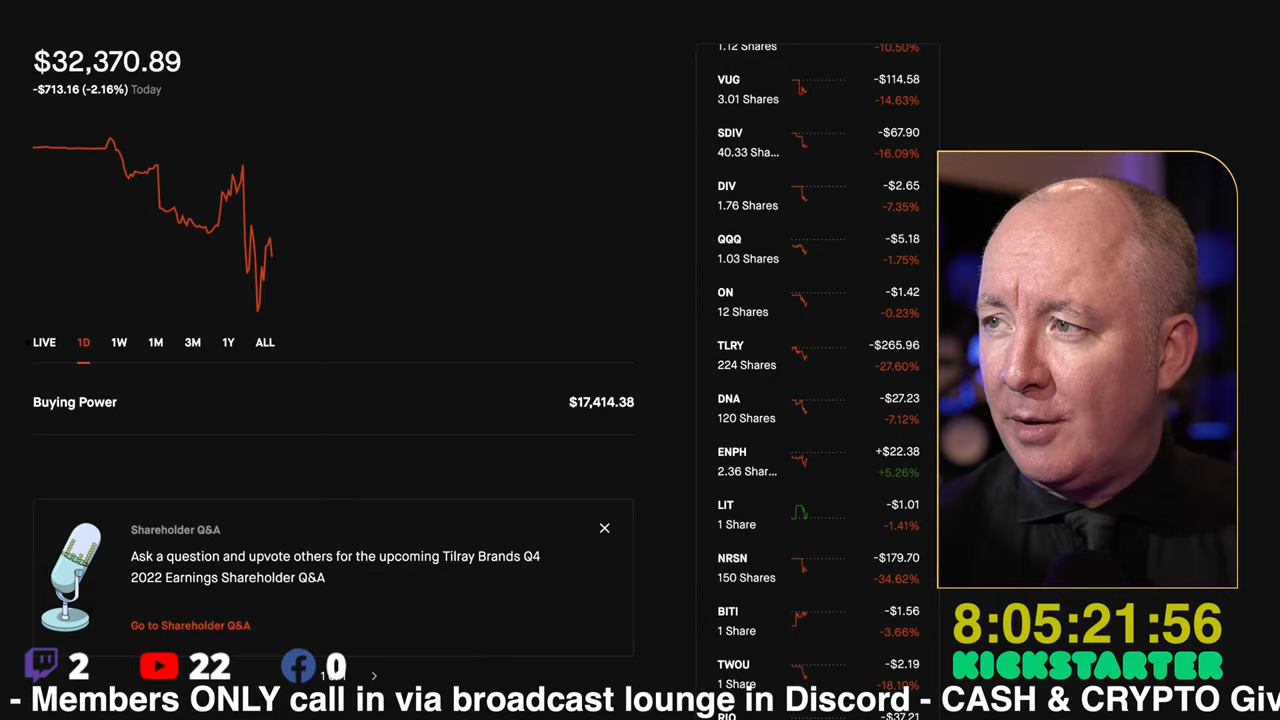 $32,370.89
-$713.16 (-2.16%) Today
LIVE 1D 1W 1M 3M 1Y ALL
Buying Power $17,414.38
Shareholder Q&A
Ask a question and upvote others for the upcoming Tilray Brands Q4
2022 Earnings Shareholder Q&A
Go to Shareholder Q&A
1.12 Shares -10.50%
VUG -$114.58
3.01 Shares -14.63%
SDIV -$67.90
40.33 Sha... -16.09%
DIV -$2.65
1.76 Shares -7.35%
QQQ -$5.18
1.03 Shares -1.75%
ON -$1.42
12 Shares -0.23%
TLRY -$265.96
224 Shares -27.60%
DNA -$27.23
120 Shares -7.12%
ENPH +$22.38
2.36 Shar... +5.26%
LIT -$1.01
1 Share -1.41%
NRSN -$179.70
150 Shares -34.62%
BITI -$1.56
1 Share -3.66%
TWOU -$2.19
1 Share -18.10%
RIO -$37.21
8:05:21:56
KICKSTARTER
2 22 0
- Members ONLY call in via broadcast lounge in Discord - CASH & CRYPTO Giv